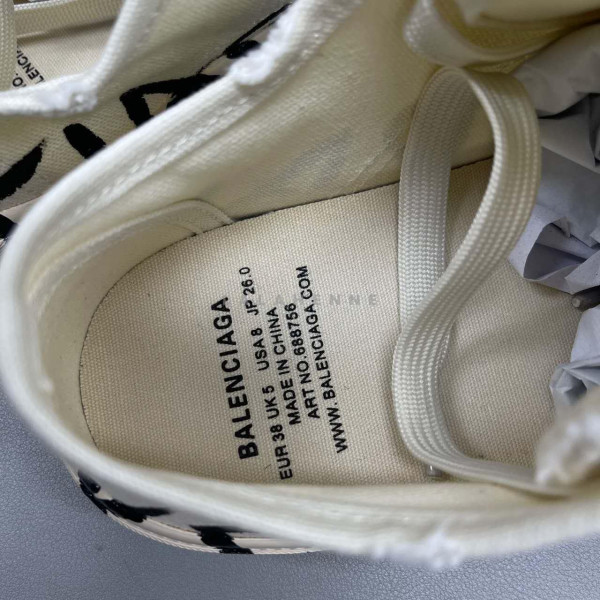 BALENCIAGA
EUR 38 UK 5 USA 8 JP 26.0
MADE IN CHINA
ART NO. 688756
WWW.BALENCIAGA.COM